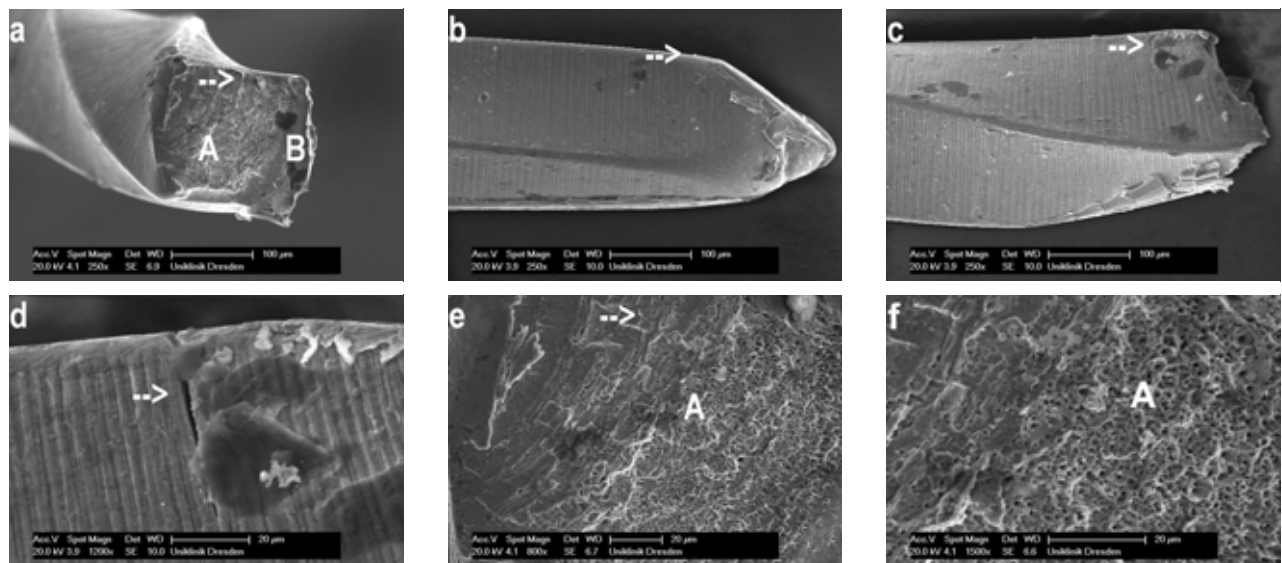 a
-->
A
B
Acc.V Spot Magn Det WD 100 µm
20.0 kV 4.1 250x SE 6.9 Uniklinik Dresden
b
-->
Acc.V Spot Magn Det WD 100 µm
20.0 kV 3.9 250x SE 10.0 Uniklinik Dresden
c
-->
Acc.V Spot Magn Det WD 100 µm
20.0 kV 3.9 250x SE 10.0 Uniklinik Dresden
d
-->
Acc.V Spot Magn Det WD 20 µm
20.0 kV 3.9 1200x SE 10.0 Uniklinik Dresden
e
-->
A
Acc.V Spot Magn Det WD 20 µm
20.0 kV 4.1 800x SE 6.7 Uniklinik Dresden
f
A
Acc.V Spot Magn Det WD 20 µm
20.0 kV 4.1 1500x SE 6.6 Uniklinik Dresden